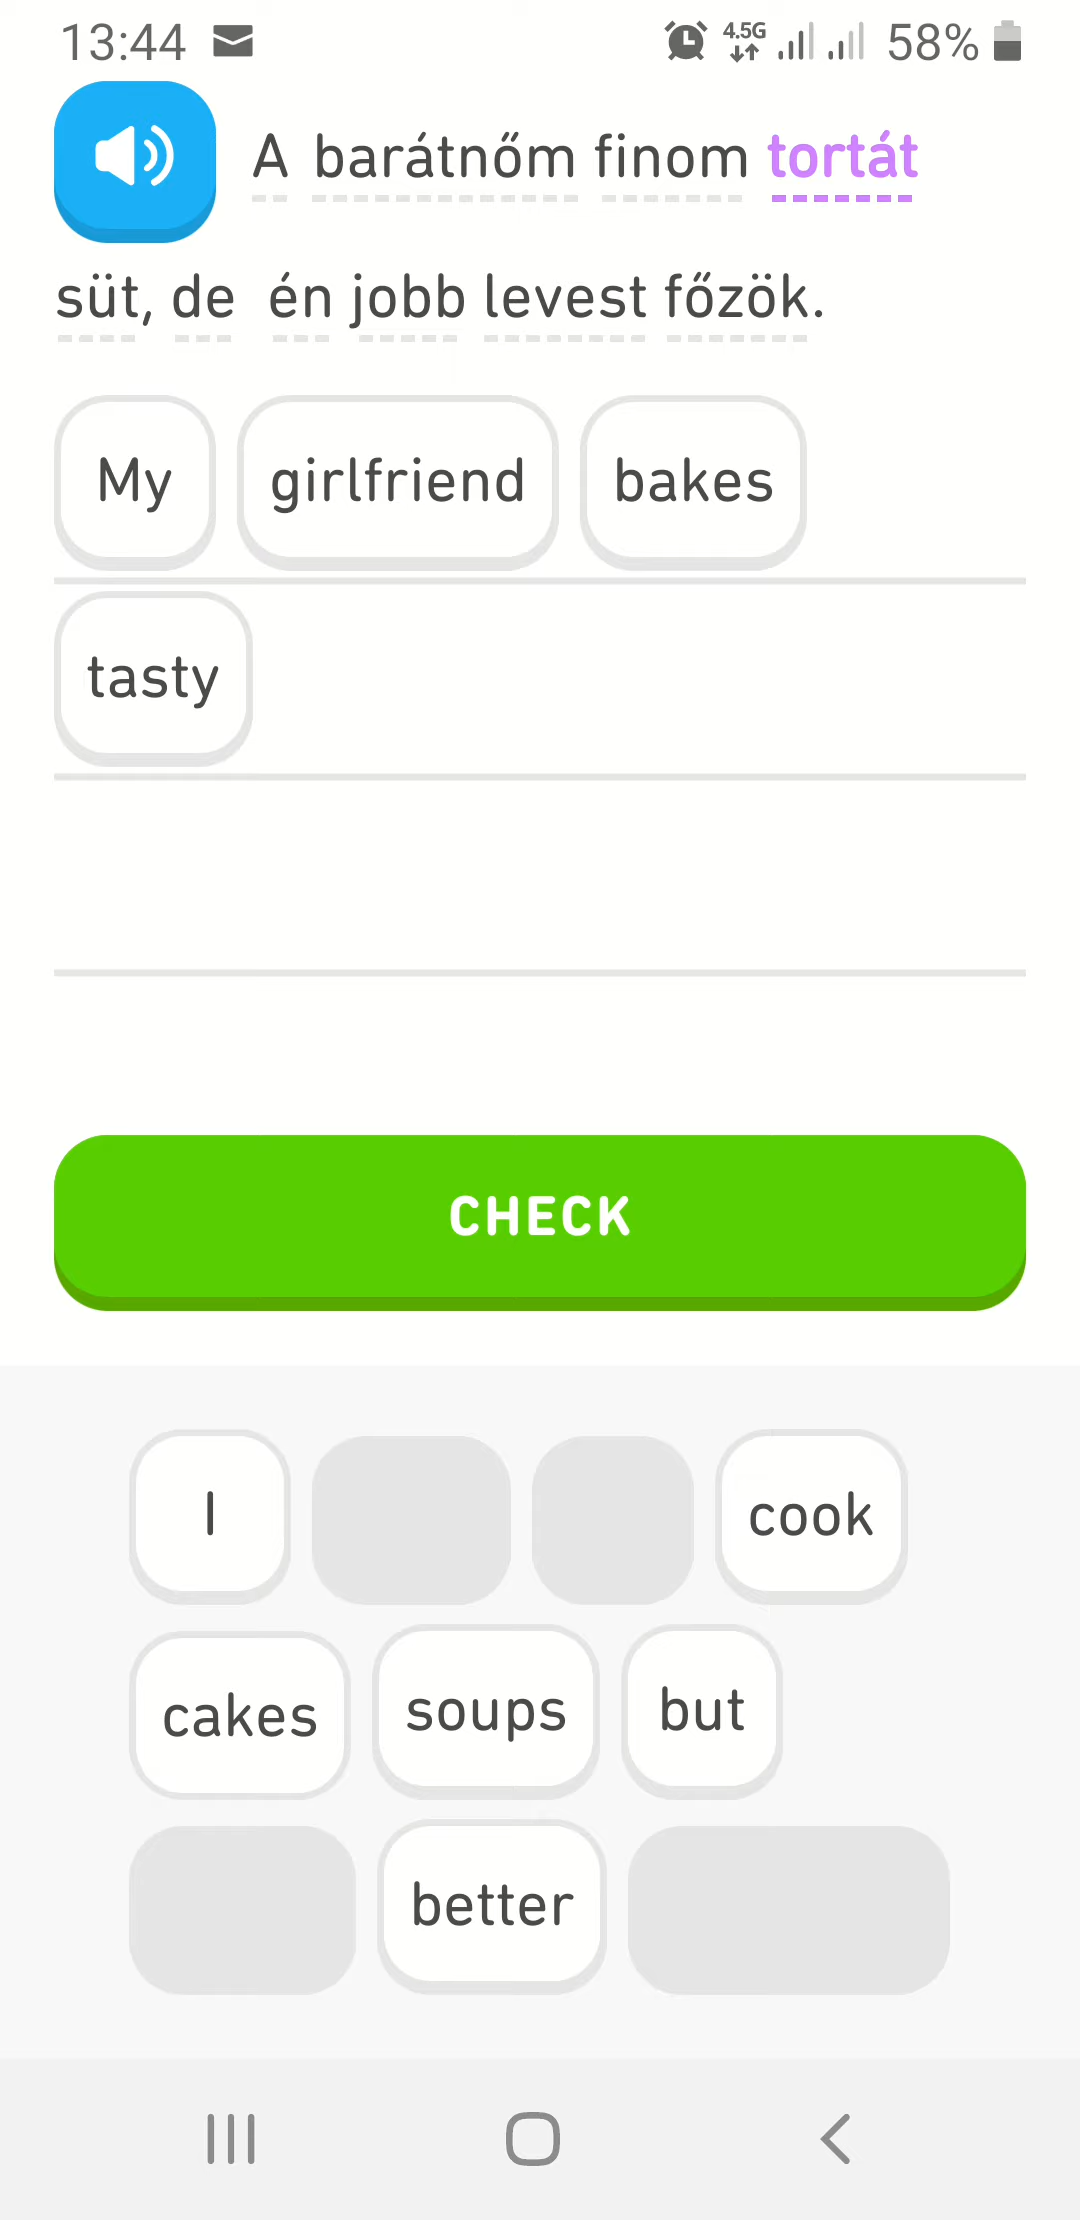 13:44 4.5G 58%
A barátnőm finom tortát
süt, de én jobb levest főzök.
My girlfriend bakes
tasty
CHECK
I cook
cakes soups but
better